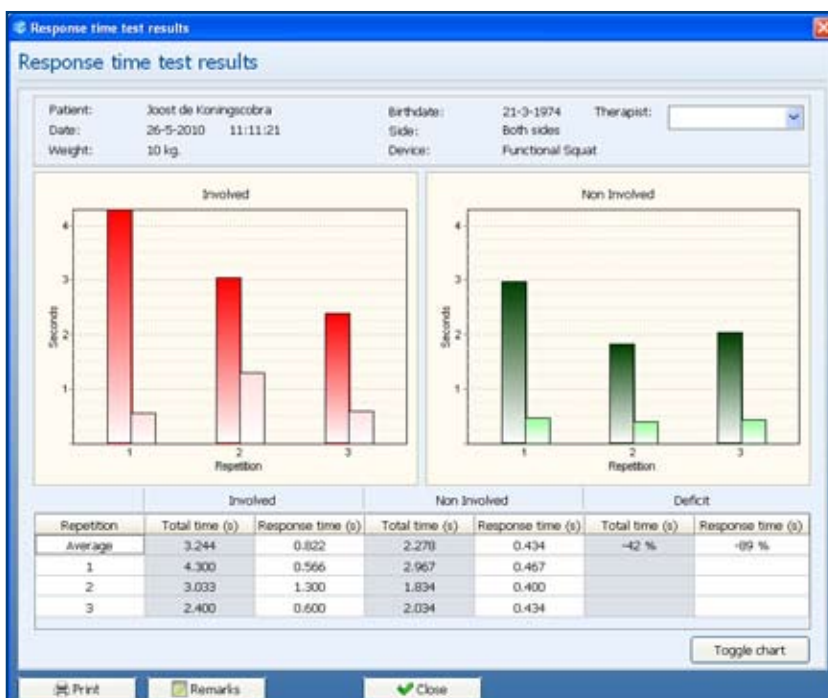 Response time test results
Response time test results
Patient: Joost de Koningscobra Birthdate: 21-3-1974 Therapist:
Date: 26-5-2010 11:11:21 Side: Both sides
Weight: 10 kg. Device: Functional Squat
Involved Non Involved
4 4
3 3
Seconds Seconds
2 2
1 1
1 2 3 1 2 3
Repetition Repetition
Involved Non Involved Deficit
Repetition Total time (s) Response time (s) Total time (s) Response time (s) Total time (s) Response time (s)
Average 3.244 0.822 2.278 0.434 -42 % -89 %
1 4.300 0.566 2.967 0.467
2 3.033 1.300 1.834 0.400
3 2.400 0.600 2.034 0.434
Toggle chart
Print Remarks Close